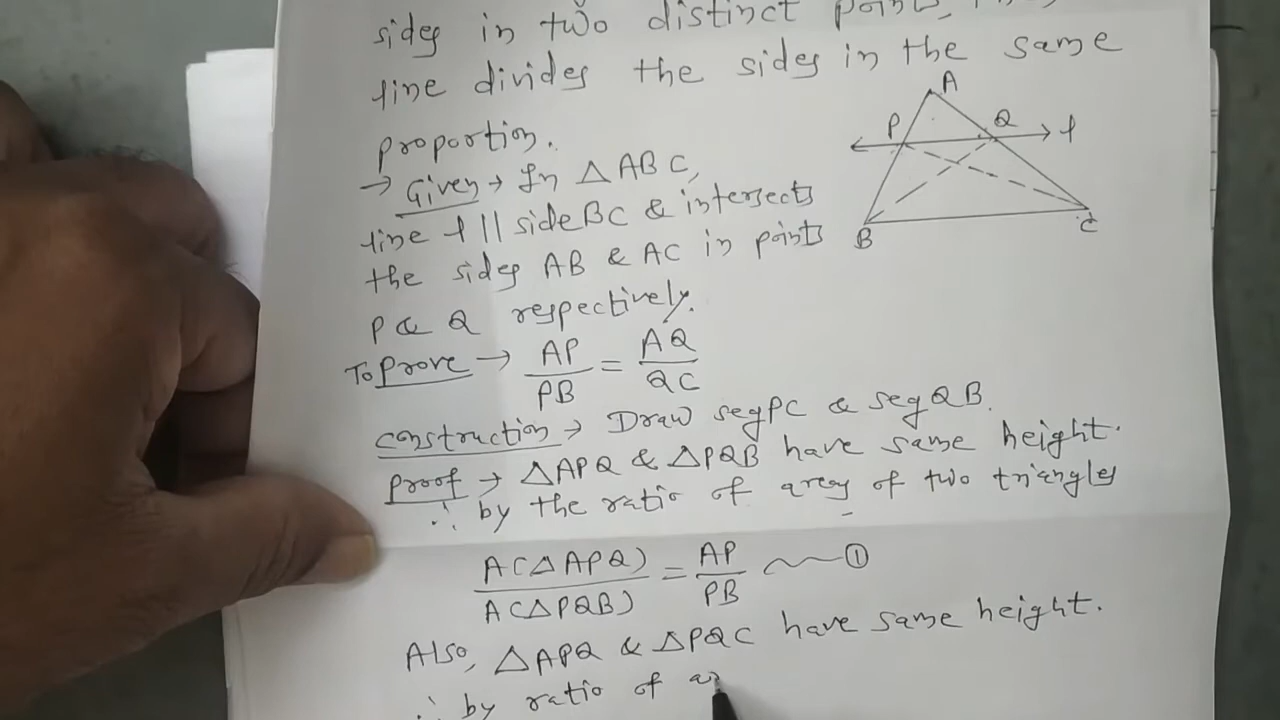 sides in two distinct points,
line divides the sides in the same
proportion.
→ Given → In △ABC,
line l || side BC & intersects
the sides AB & AC in points
P & Q respectively.
To prove → AP/PB = AQ/QC
construction → Draw seg PC & seg QB.
proof → △APQ & △PQB have same height.
∴ by the ratio of areas of two triangles
A(△APQ)/A(△PQB) = AP/PB ~ ①
Also, △APQ & △PQC have same height.
∴ by ratio of
A
P
Q
l
B
C